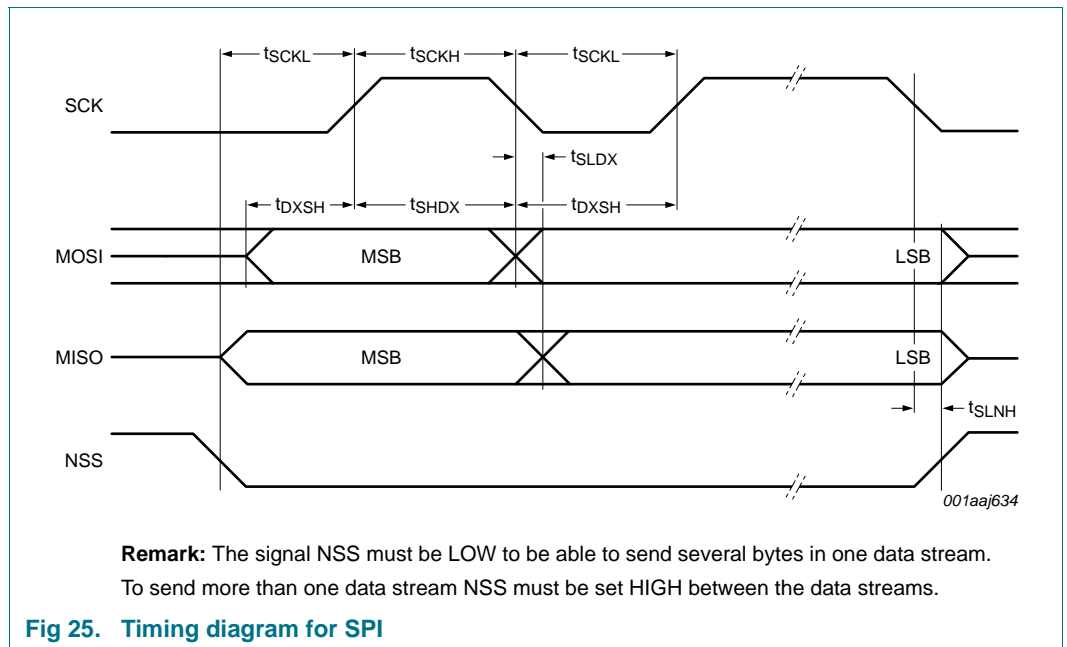 tSCKL tSCKH tSCKL
SCK
tSLDX
tDXSH tSHDX tDXSH
MOSI MSB LSB
MISO MSB LSB
tSLNH
NSS
001aaj634
Remark: The signal NSS must be LOW to be able to send several bytes in one data stream.
To send more than one data stream NSS must be set HIGH between the data streams.
Fig 25. Timing diagram for SPI